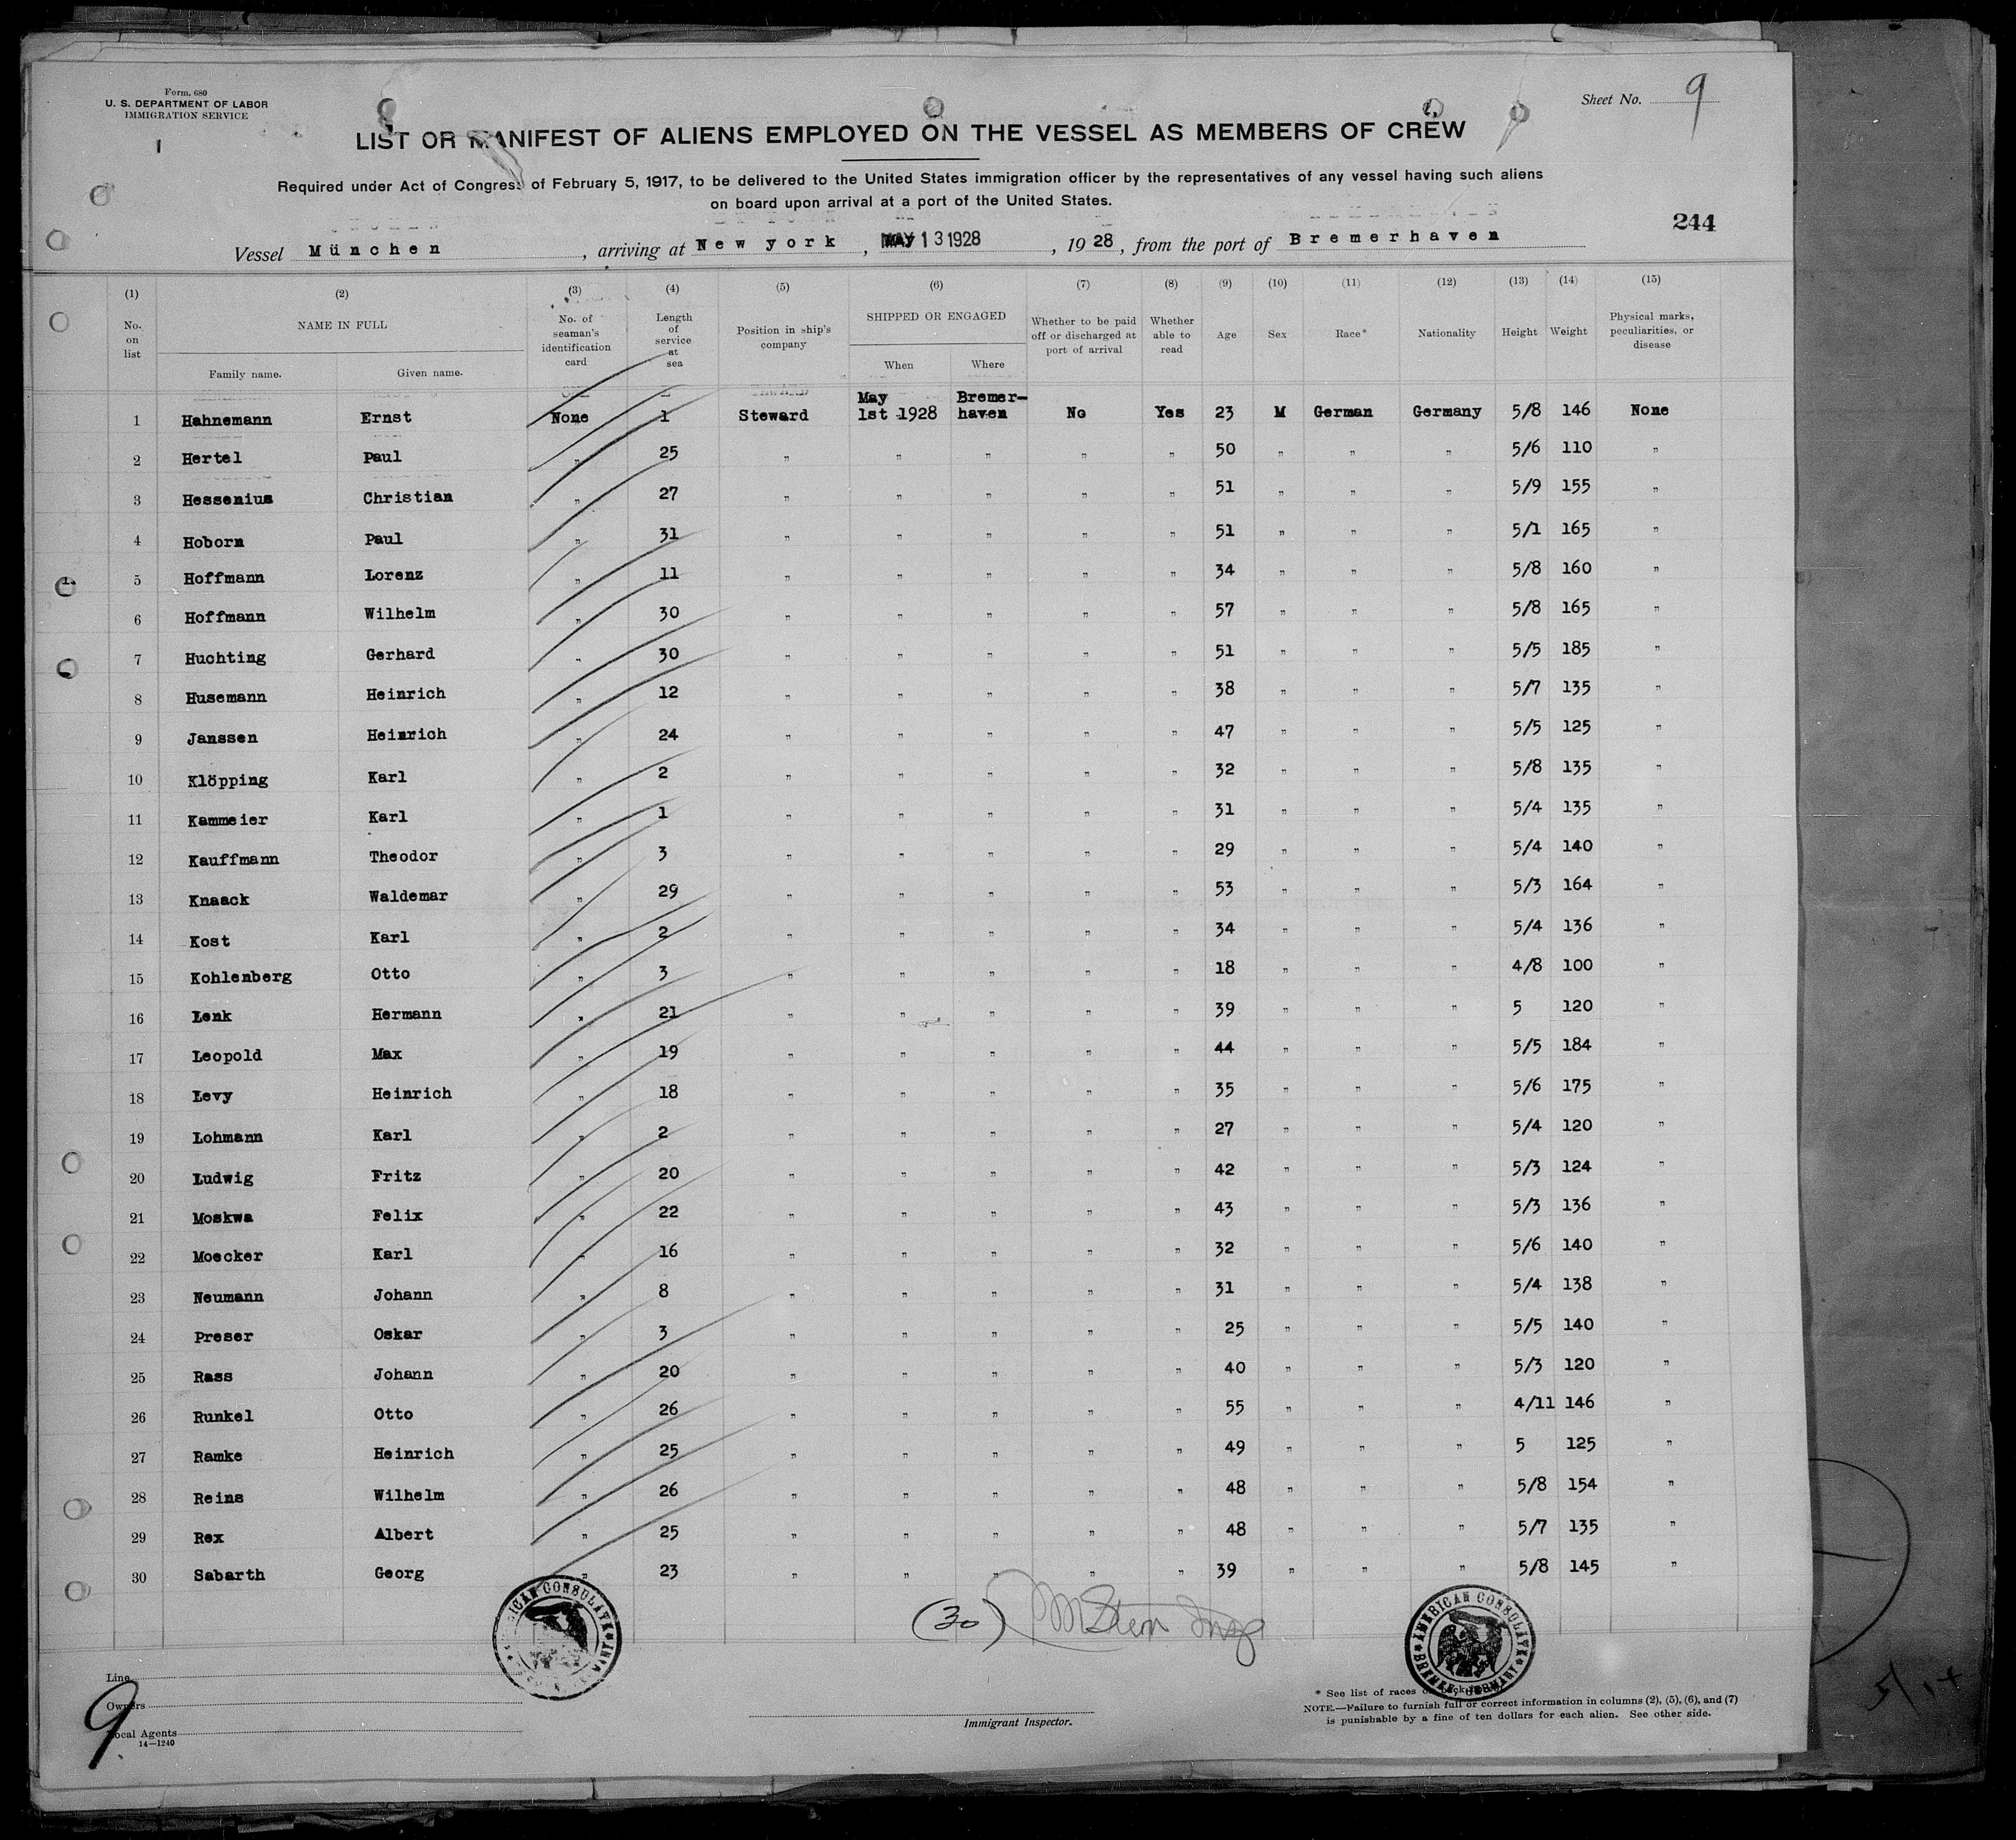 Form. 680
U. S. DEPARTMENT OF LABOR
IMMIGRATION SERVICE
Sheet No. 9
LIST OR MANIFEST OF ALIENS EMPLOYED ON THE VESSEL AS MEMBERS OF CREW
Required under Act of Congress of February 5, 1917, to be delivered to the United States immigration officer by the representatives of any vessel having such aliens
on board upon arrival at a port of the United States.
244
Vessel München, arriving at New york, MAY 13 1928, 1928, from the port of Bremerhaven
(1) (2) (3) (4) (5) (6) (7) (8) (9) (10) (11) (12) (13) (14) (15)
No. on list NAME IN FULL Family name. Given name. No. of seaman's identification card Length of service at sea Position in ship's company SHIPPED OR ENGAGED When Where Whether to be paid off or discharged at port of arrival Whether able to read Age Sex Race* Nationality Height Weight Physical marks, peculiarities, or disease
1 Hahnemann Ernst None 1 Steward May 1st 1928 Bremer-haven No Yes 23 M German Germany 5/8 146 None
2 Hertel Paul " 25 " " " " " 50 " " " 5/6 110 "
3 Hessenius Christian " 27 " " " " " 51 " " " 5/9 155 "
4 Hoborn Paul " 31 " " " " " 51 " " " 5/1 165 "
5 Hoffmann Lorenz " 11 " " " " " 34 " " " 5/8 160 "
6 Hoffmann Wilhelm " 30 " " " " " 57 " " " 5/8 165 "
7 Huchting Gerhard " 30 " " " " " 51 " " " 5/5 185 "
8 Husemann Heinrich " 12 " " " " " 38 " " " 5/7 135 "
9 Janssen Heinrich " 24 " " " " " 47 " " " 5/5 125 "
10 Klöpping Karl " 2 " " " " " 32 " " " 5/8 135 "
11 Kammeier Karl " 1 " " " " " 31 " " " 5/4 135 "
12 Kauffmann Theodor " 3 " " " " " 29 " " " 5/4 140 "
13 Knaack Waldemar " 29 " " " " " 53 " " " 5/3 164 "
14 Kost Karl " 2 " " " " " 34 " " " 5/4 136 "
15 Kohlenberg Otto " 3 " " " " " 18 " " " 4/8 100 "
16 Lenk Hermann " 21 " " " " " 39 " " " 5 120 "
17 Leopold Max " 19 " " " " " 44 " " " 5/5 184 "
18 Levy Heinrich " 18 " " " " " 35 " " " 5/6 175 "
19 Lohmann Karl " 2 " " " " " 27 " " " 5/4 120 "
20 Ludwig Fritz " 20 " " " " " 42 " " " 5/3 124 "
21 Moskwa Felix " 22 " " " " " 43 " " " 5/3 136 "
22 Moecker Karl " 16 " " " " " 32 " " " 5/6 140 "
23 Neumann Johann " 8 " " " " " 31 " " " 5/4 138 "
24 Preser Oskar " 3 " " " " " 25 " " " 5/5 140 "
25 Rass Johann " 20 " " " " " 40 " " " 5/3 120 "
26 Runkel Otto " 26 " " " " " 55 " " " 4/11 146 "
27 Ramke Heinrich " 25 " " " " " 49 " " " 5 125 "
28 Reins Wilhelm " 26 " " " " " 48 " " " 5/8 154 "
29 Rex Albert " 25 " " " " " 48 " " " 5/7 135 "
30 Sabarth Georg " 23 " " " " " 39 " " " 5/8 145 "
(30)
AMERICAN CONSULATE
BREMEN, GERMANY
Line
Owners
Local Agents
14—1240
9
Immigrant Inspector.
* See list of races on back
NOTE.—Failure to furnish full or correct information in columns (2), (5), (6), and (7)
is punishable by a fine of ten dollars for each alien. See other side.